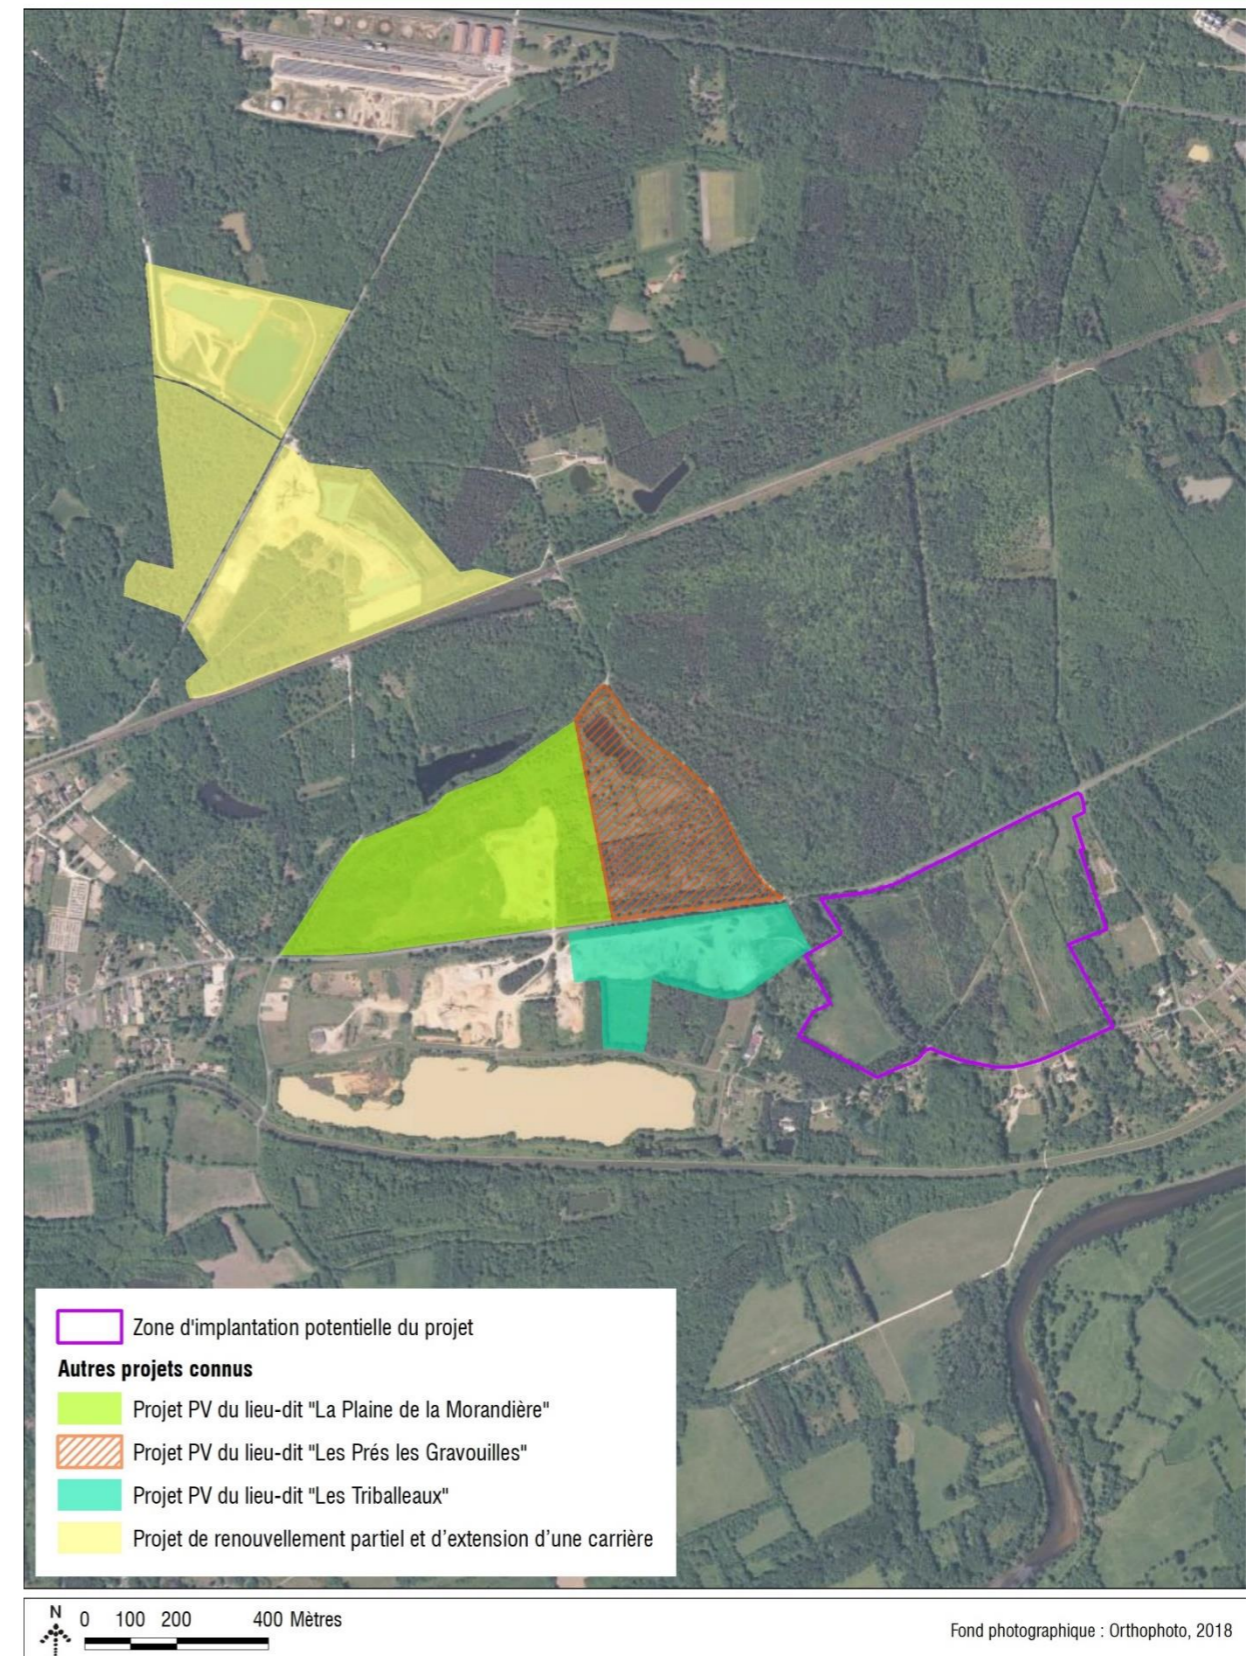 Zone d'implantation potentielle du projet
Autres projets connus
Projet PV du lieu-dit "La Plaine de la Morandière"
Projet PV du lieu-dit "Les Prés les Gravouilles"
Projet PV du lieu-dit "Les Triballeaux"
Projet de renouvellement partiel et d’extension d’une carrière
N
0 100 200 400 Mètres
Fond photographique : Orthophoto, 2018